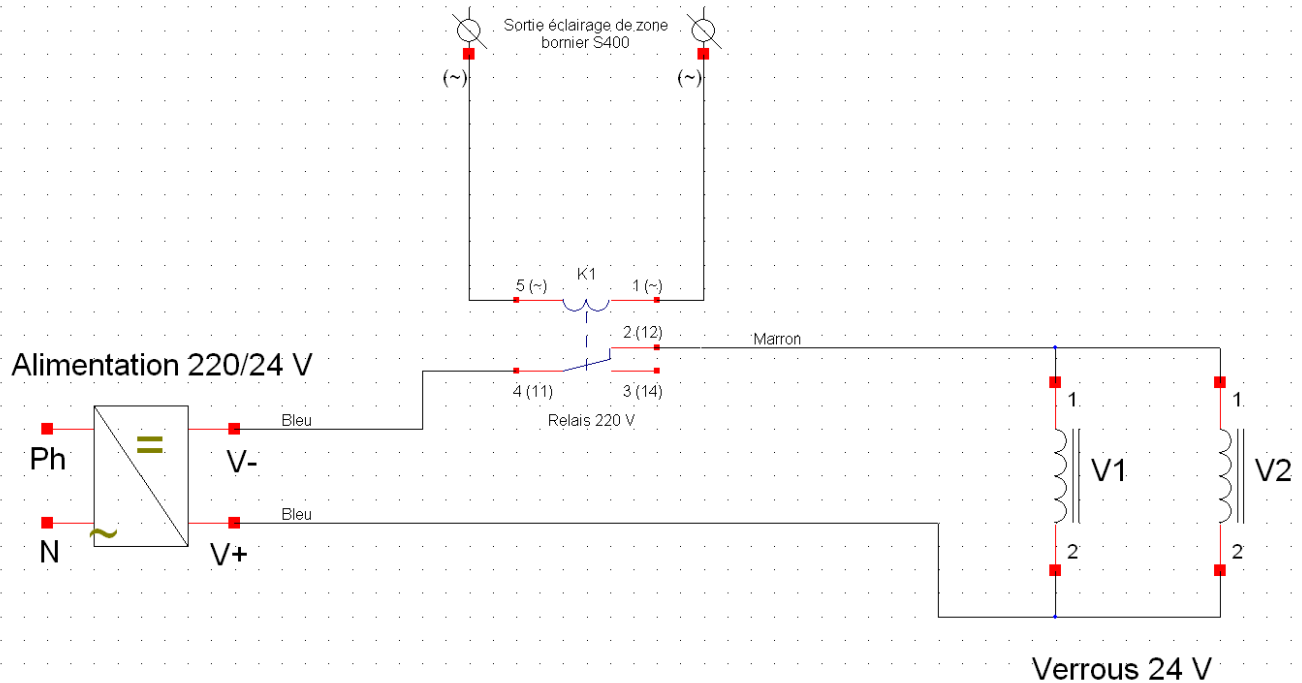 Sortie éclairage de zone
bornier S400
(~)
(~)
K1
5 (~)
1 (~)
2 (12)
Marron
Alimentation 220/24 V
4 (11)
3 (14)
Relais 220 V
Bleu
=
Ph
V-
1
1
V1
V2
Bleu
~
N
V+
2
2
Verrous 24 V